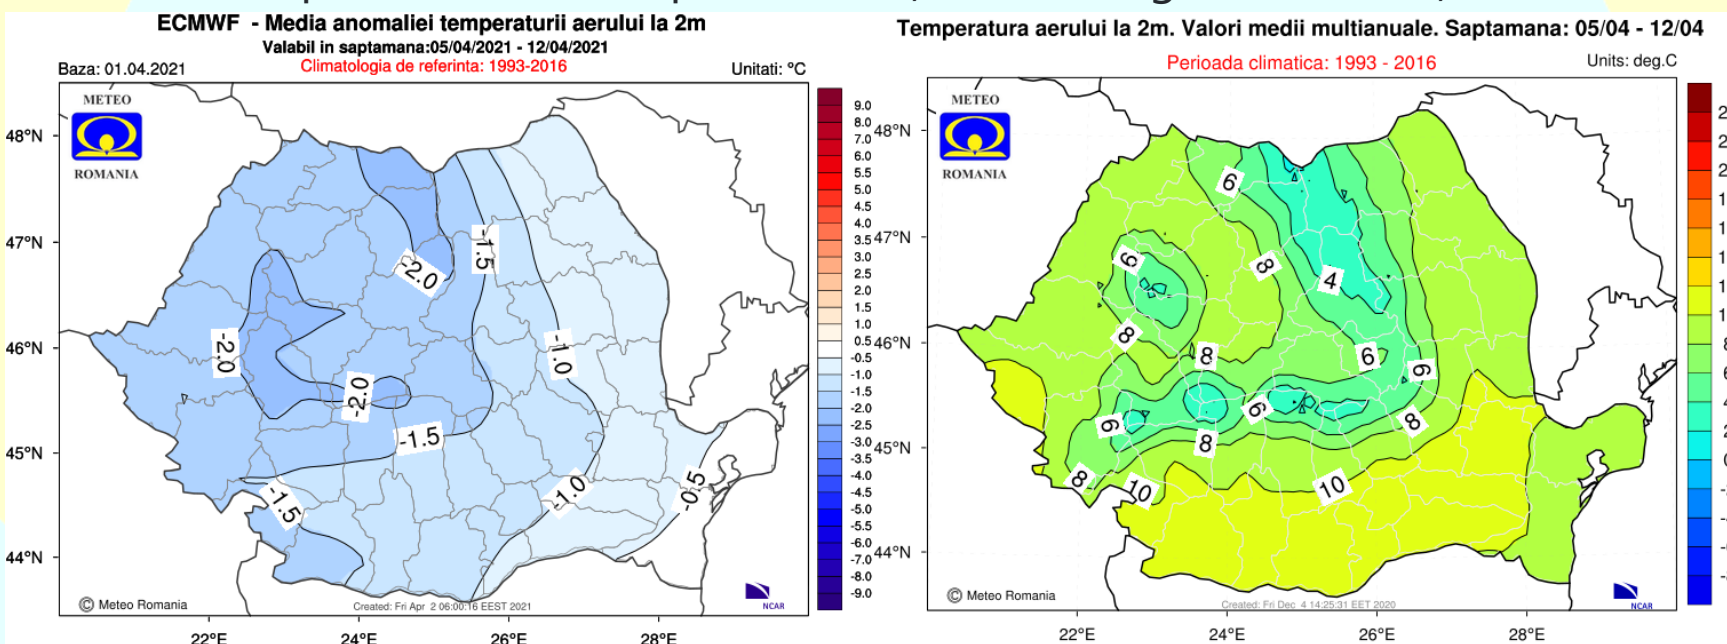 ECMWF - Media anomaliei temperaturii aerului la 2m
Valabil in saptamana:05/04/2021 - 12/04/2021
Baza: 01.04.2021
Climatologia de referinta: 1993-2016
Unitati: °C
METEO
ROMANIA
48°N
47°N
46°N
45°N
44°N
-2.0
-1.5
-2.0
-1.0
-2.0
-1.5
-1.5
-1.0
-0.5
9.0
8.0
7.0
6.0
5.5
5.0
4.5
4.0
3.5
3.0
2.5
2.0
1.5
1.0
0.5
-0.5
-1.0
-1.5
-2.0
-2.5
-3.0
-3.5
-4.0
-4.5
-5.0
-5.5
-6.0
-7.0
-8.0
-9.0
© Meteo Romania
Created: Fri Apr 2 06:00:16 EEST 2021
NCAR
22°E
24°E
26°E
28°E
Temperatura aerului la 2m. Valori medii multianuale. Saptamana: 05/04 - 12/04
Perioada climatica: 1993 - 2016
Units: deg.C
METEO
ROMANIA
48°N
47°N
46°N
45°N
44°N
6
6
8
4
8
8
6
6
6
6
8
8
8
10
10
© Meteo Romania
Created: Fri Dec 4 14:25:31 EET 2020
NCAR
22°E
24°E
26°E
28°E